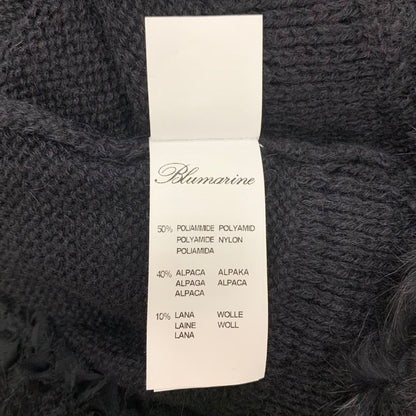 Blumarine
50% POLIAMMIDE POLYAMID
POLYAMIDE NYLON
POLIAMIDA
40% ALPACA ALPAKA
ALPAGA ALPACA
ALPACA
10% LANA WOLLE
LAINE WOLL
LANA